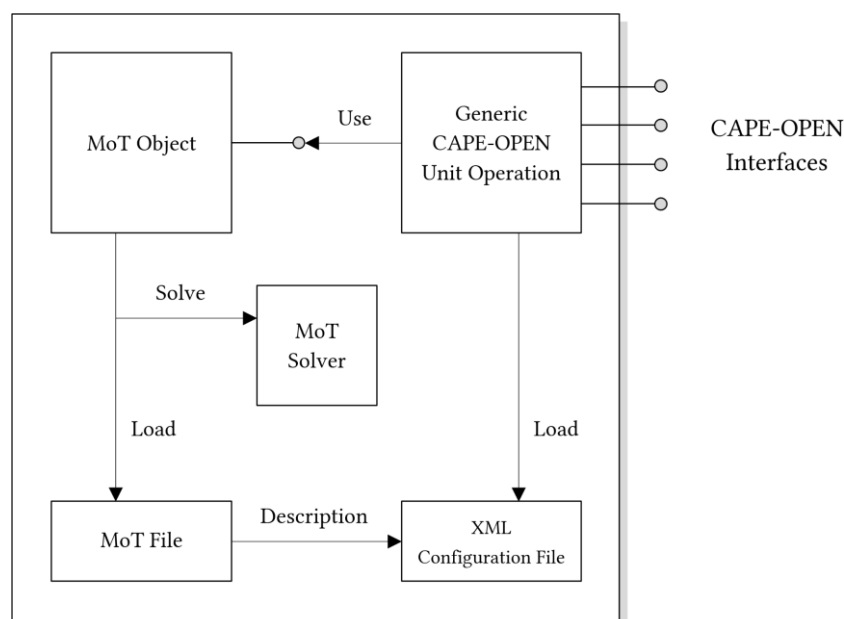 MoT Object
Use
Generic
CAPE-OPEN
Unit Operation
CAPE-OPEN
Interfaces
Solve
MoT
Solver
Load
Load
MoT File
Description
XML
Configuration File